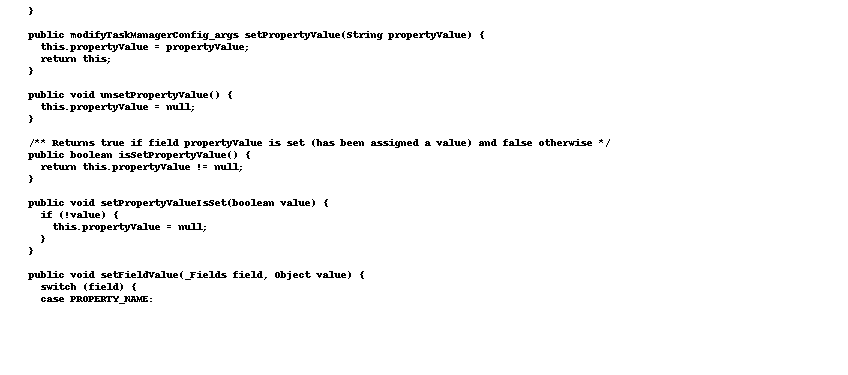 }
public modifyTaskManagerConfig_args setPropertyValue(String propertyValue) {
this.propertyValue = propertyValue;
return this;
}
public void unsetPropertyValue() {
this.propertyValue = null;
}
/** Returns true if field propertyValue is set (has been assigned a value) and false otherwise */
public boolean isSetPropertyValue() {
return this.propertyValue != null;
}
public void setPropertyValueIsSet(boolean value) {
if (!value) {
this.propertyValue = null;
}
}
public void setFieldValue(_Fields field, Object value) {
switch (field) {
case PROPERTY_NAME: